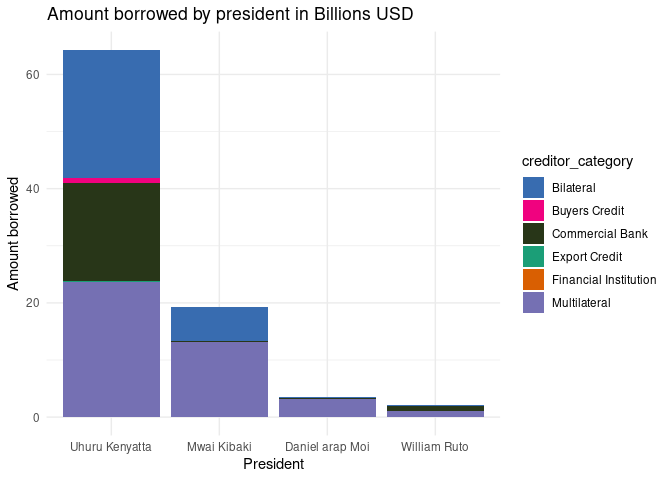 Amount borrowed by president in Billions USD
Amount borrowed
60
40
20
0
Uhuru Kenyatta
Mwai Kibaki
Daniel arap Moi
William Ruto
President
creditor_category
Bilateral
Buyers Credit
Commercial Bank
Export Credit
Financial Institution
Multilateral